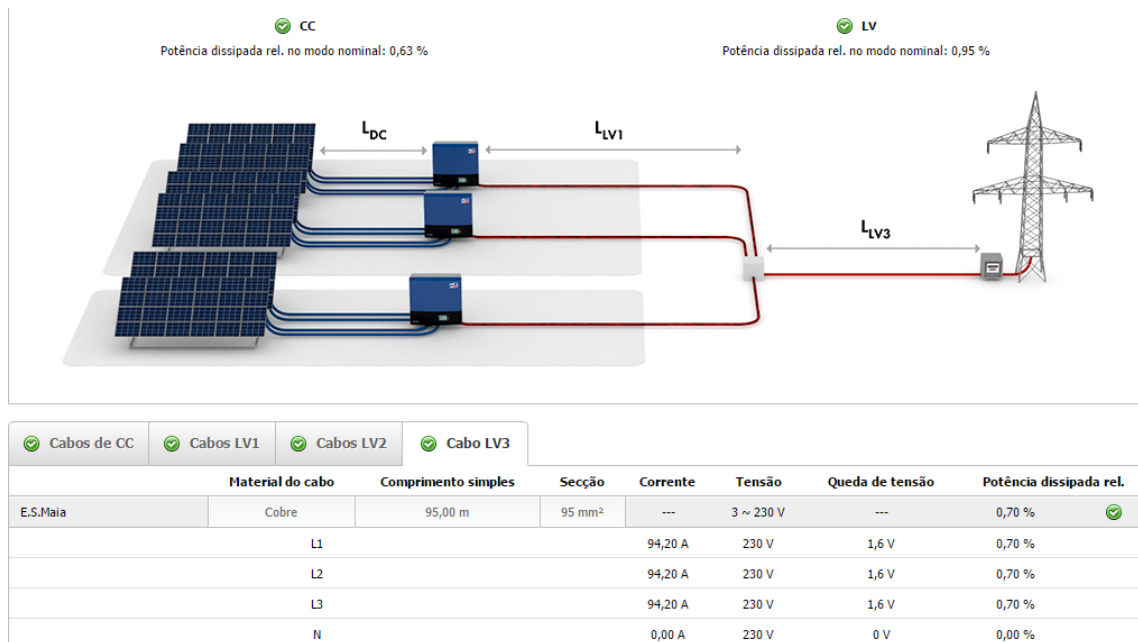 CC
LV
Potência dissipada rel. no modo nominal: 0,63 %
Potência dissipada rel. no modo nominal: 0,95 %
LDC
LLV1
LLV3
Cabos de CC
Cabos LV1
Cabos LV2
Cabo LV3
Material do cabo Comprimento simples Secção Corrente Tensão Queda de tensão Potência dissipada rel.
E.S.Maia Cobre 95,00 m 95 mm² --- 3 ~ 230 V --- 0,70 %
L1 94,20 A 230 V 1,6 V 0,70 %
L2 94,20 A 230 V 1,6 V 0,70 %
L3 94,20 A 230 V 1,6 V 0,70 %
N 0,00 A 230 V 0 V 0,00 %